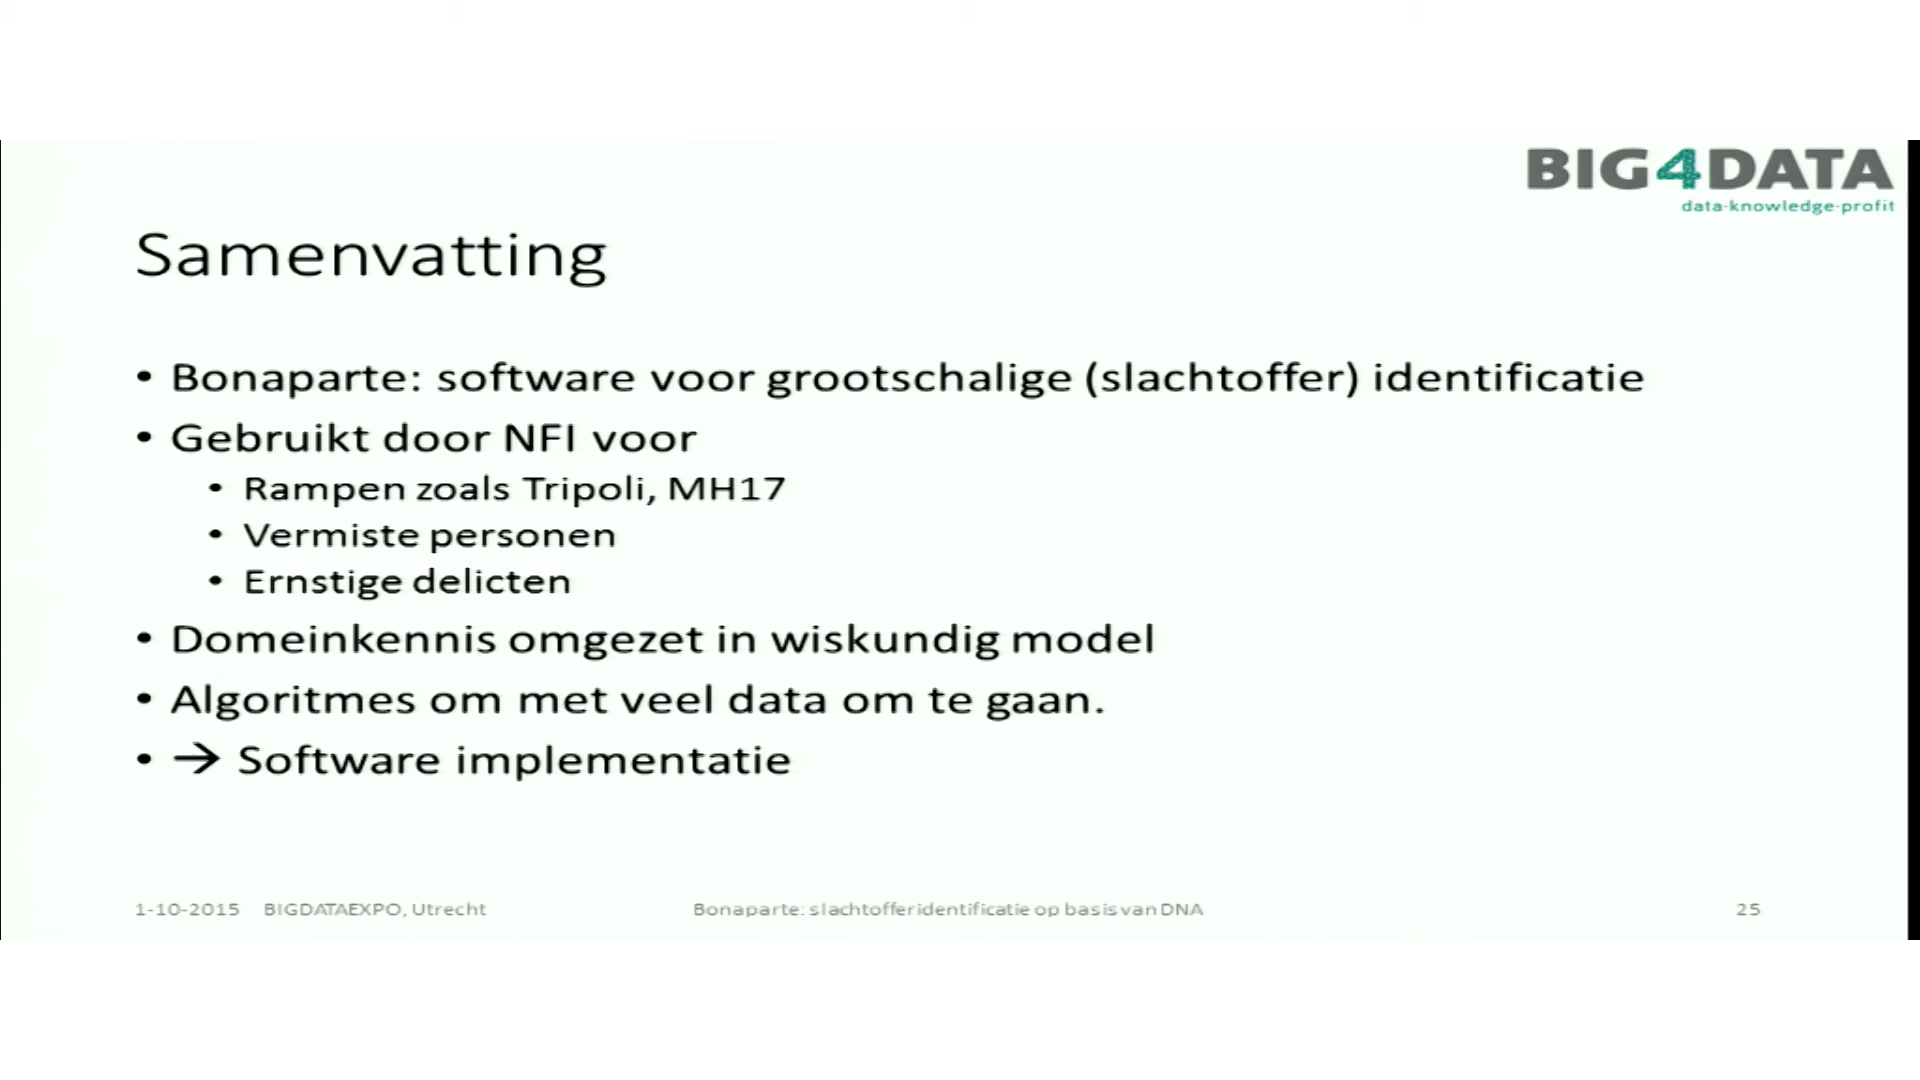 BIG4DATA
data-knowledge-profit
Samenvatting
• Bonaparte: software voor grootschalige (slachtoffer) identificatie
• Gebruikt door NFI voor
• Rampen zoals Tripoli, MH17
• Vermiste personen
• Ernstige delicten
• Domeinkennis omgezet in wiskundig model
• Algoritmes om met veel data om te gaan.
• → Software implementatie
1-10-2015 BIGDATAEXPO, Utrecht Bonaparte: slachtofferidentificatie op basis van DNA 25